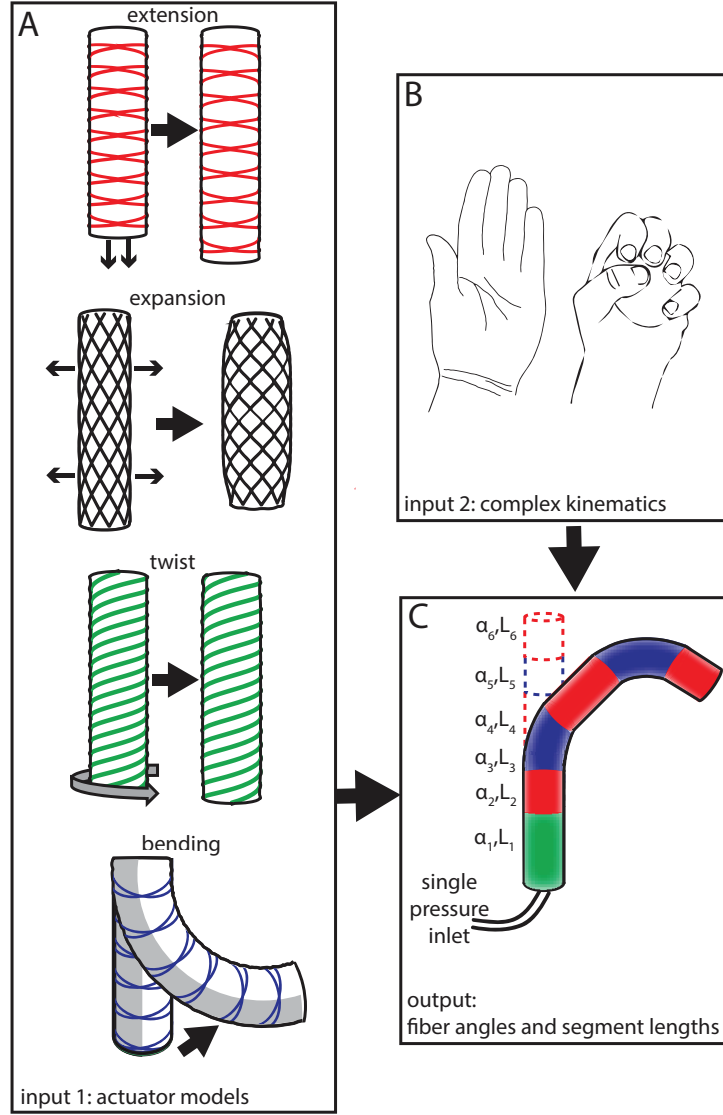 A
extension
expansion
twist
bending
input 1: actuator models
B
input 2: complex kinematics
C
α₆,L₆
α₅,L₅
α₄,L₄
α₃,L₃
α₂,L₂
α₁,L₁
single
pressure
inlet
output:
fiber angles and segment lengths